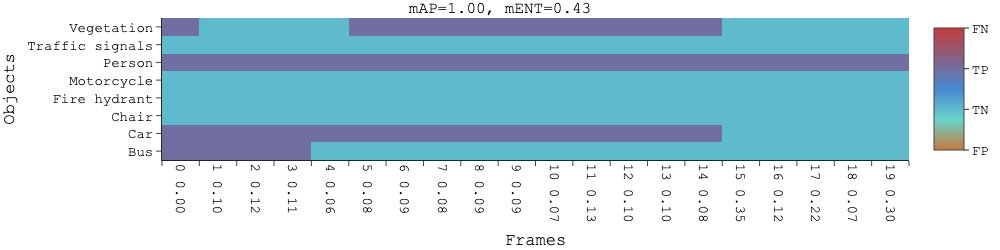 mAP=1.00, mENT=0.43
Objects
Vegetation
Traffic signals
Person
Motorcycle
Fire hydrant
Chair
Car
Bus
0 0.00
1 0.10
2 0.12
3 0.11
4 0.06
5 0.08
6 0.09
7 0.08
8 0.09
9 0.09
10 0.07
11 0.13
12 0.10
13 0.10
14 0.08
15 0.35
16 0.12
17 0.22
18 0.07
19 0.30
Frames
FN
TP
TN
FP